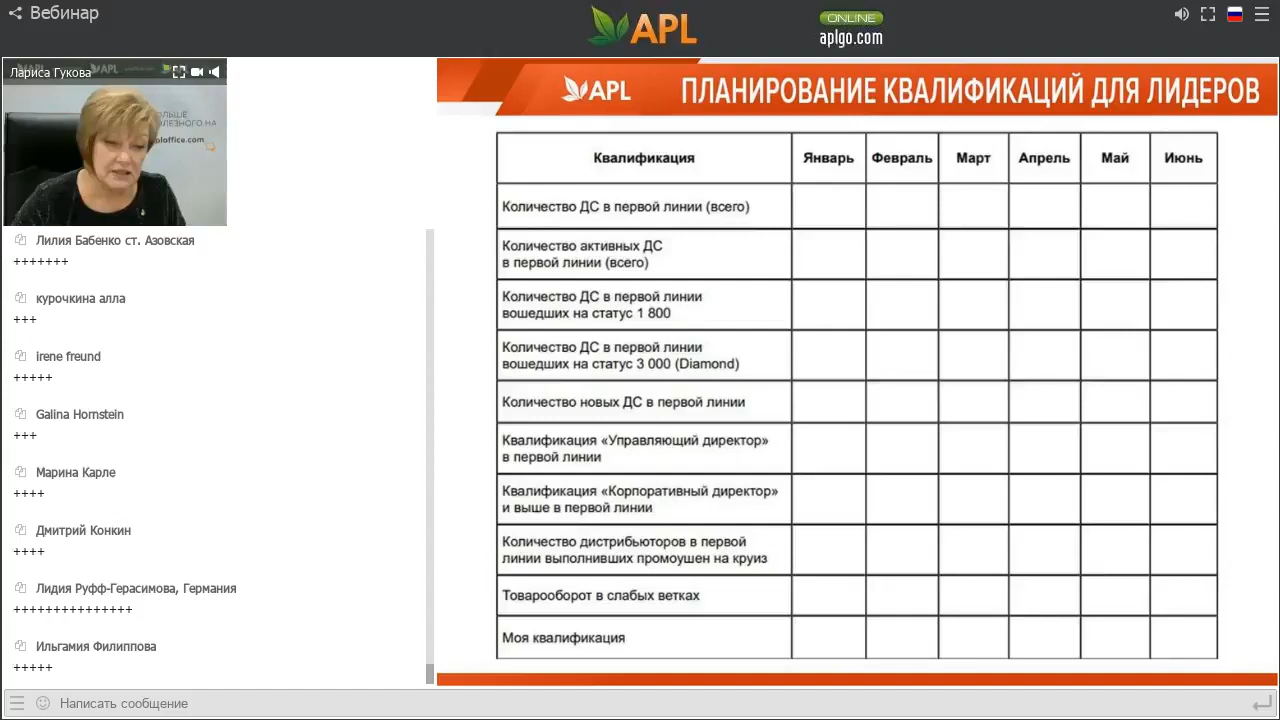 Вебинар
APL
ONLINE
aplgo.com
Лариса Гукова
APL
ploffice.com
Лилия Бабенко ст. Азовская
+++++++
курочкина алла
+++
irene freund
+++++
Galina Hornstein
+++
Марина Карле
++++
Дмитрий Конкин
++++
Лидия Руфф-Герасимова, Германия
+++++++++++++++
Ильгамия Филиппова
+++++
Написать сообщение
APL
ПЛАНИРОВАНИЕ КВАЛИФИКАЦИЙ ДЛЯ ЛИДЕРОВ
Квалификация Январь Февраль Март Апрель Май Июнь
Количество ДС в первой линии (всего)
Количество активных ДС
в первой линии (всего)
Количество ДС в первой линии
вошедших на статус 1 800
Количество ДС в первой линии
вошедших на статус 3 000 (Diamond)
Количество новых ДС в первой линии
Квалификация «Управляющий директор»
в первой линии
Квалификация «Корпоративный директор»
и выше в первой линии
Количество дистрибьюторов в первой
линии выполнивших промоушен на круиз
Товарооборот в слабых ветках
Моя квалификация